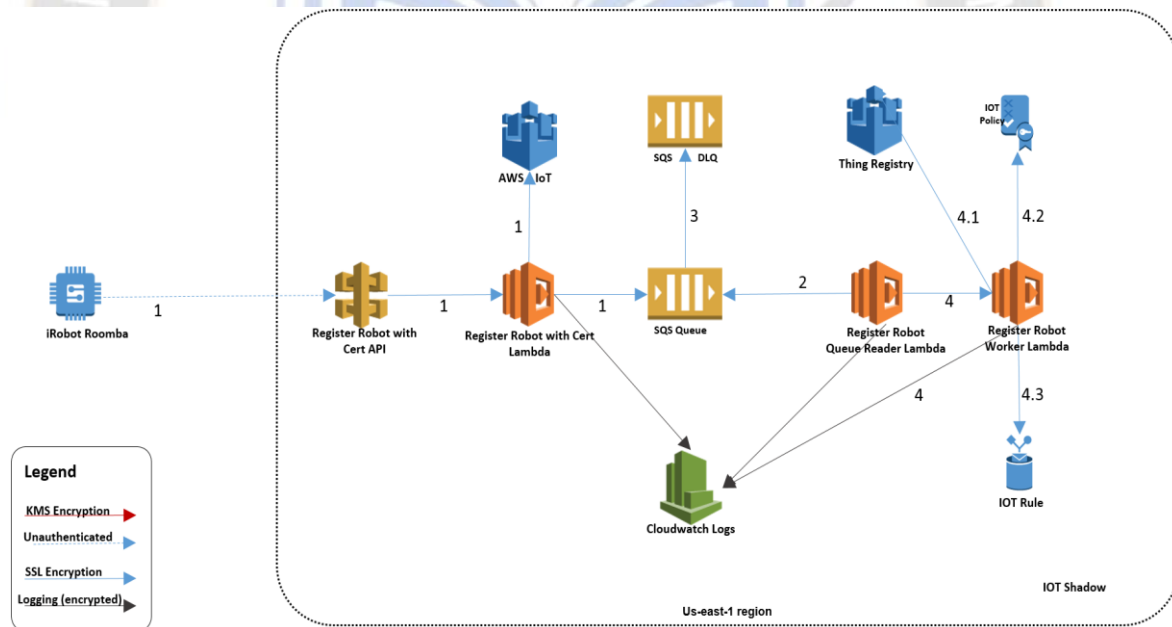 IOT
Policy
SQS DLQ
AWS IoT
Thing Registry
1
3
4.1
4.2
1
1
1
2
4
iRobot Roomba
Register Robot with
Cert API
Register Robot with Cert
Lambda
SQS Queue
Register Robot
Queue Reader Lambda
Register Robot
Worker Lambda
4
4.3
Legend
KMS Encryption
Unauthenticated
SSL Encryption
Logging (encrypted)
Cloudwatch Logs
IOT Rule
IOT Shadow
Us-east-1 region